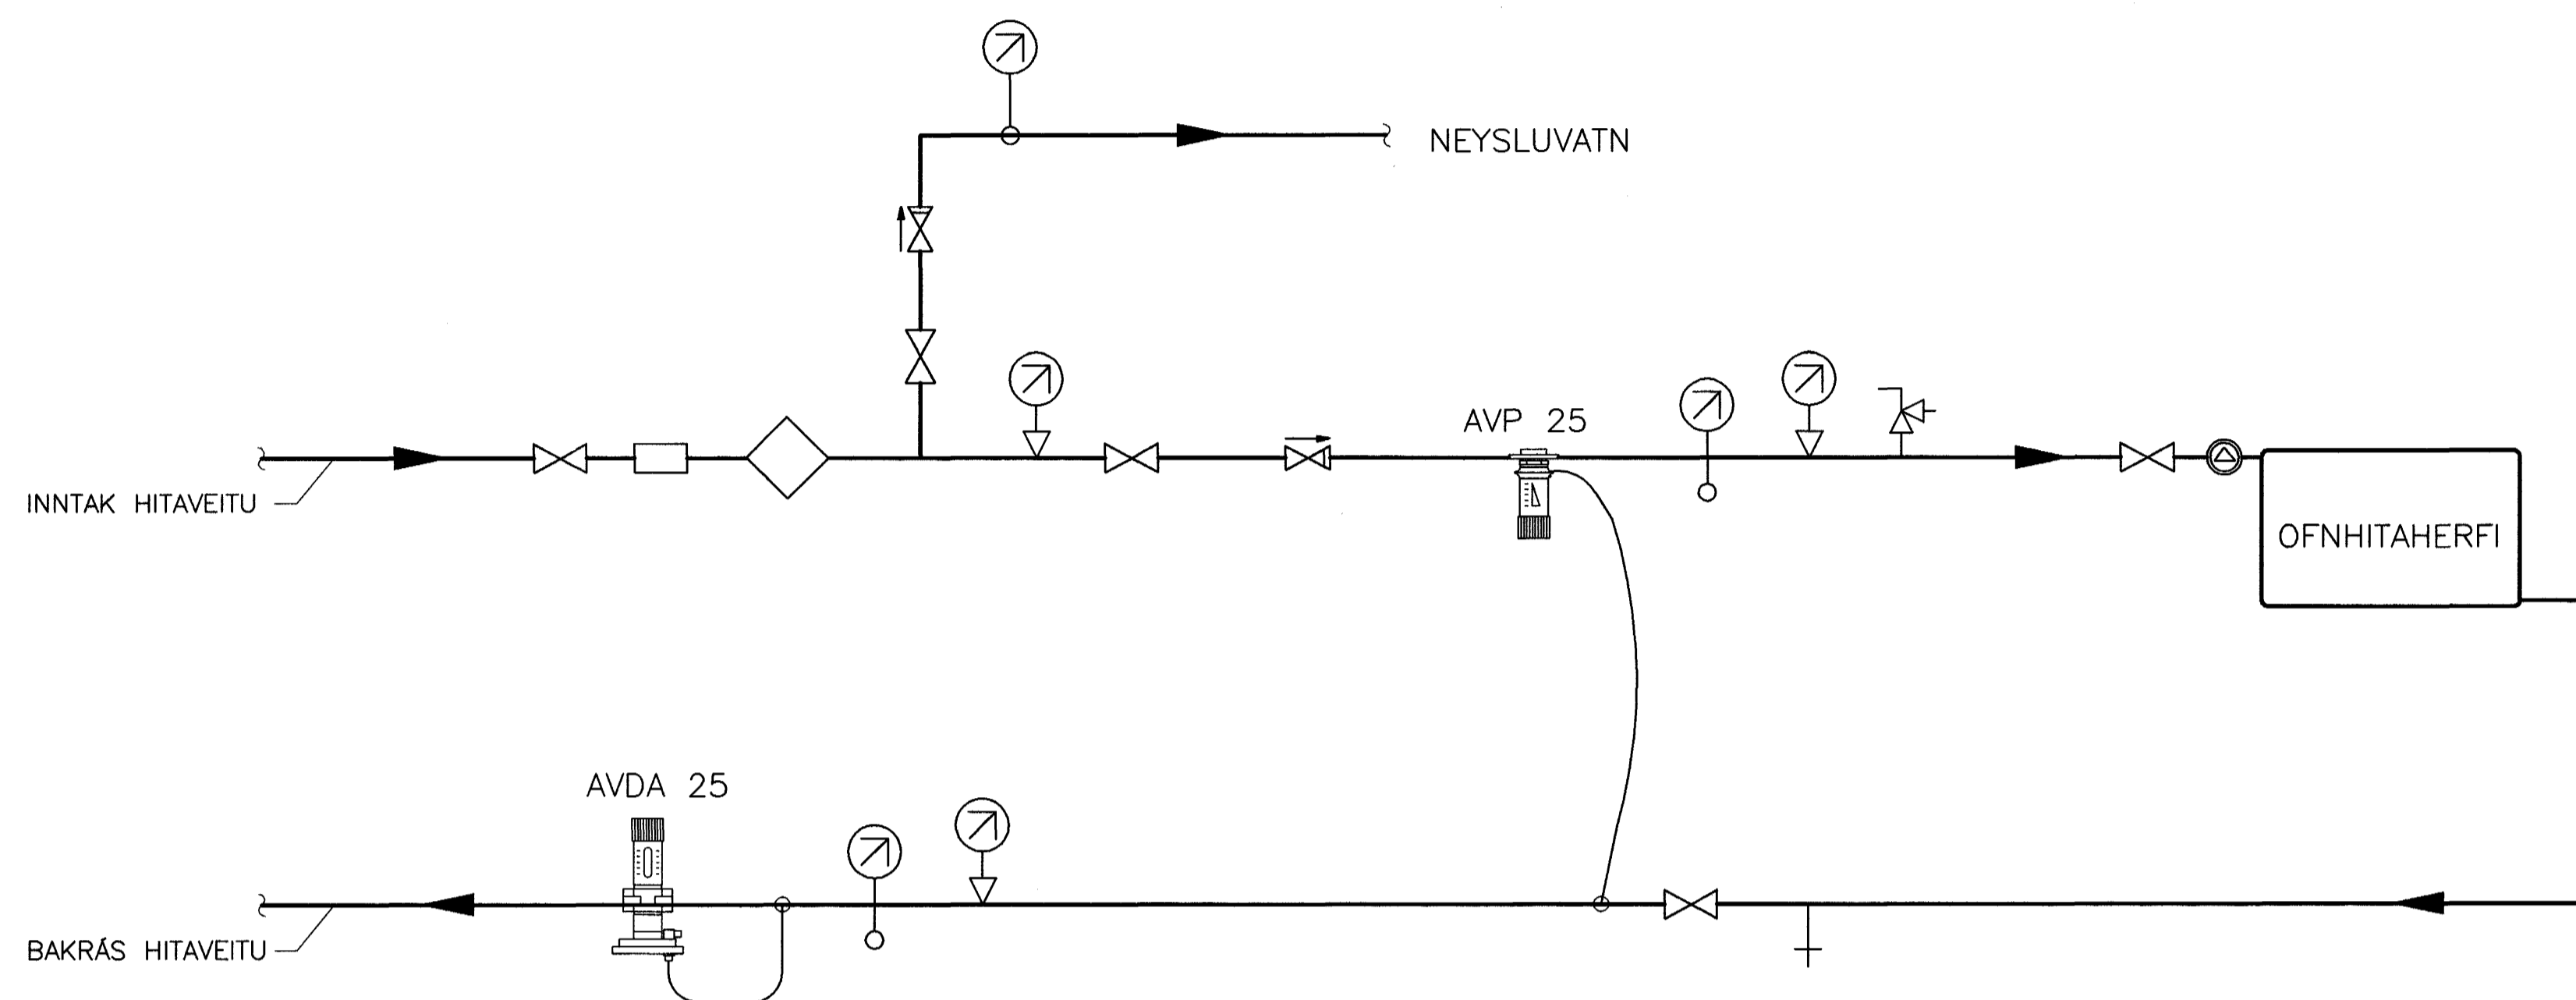 NEYSLUVATN
AVP 25
INNTAK HITAVEITU
OFNHITAHERFI
AVDA 25
BAKRÁS HITAVEITU